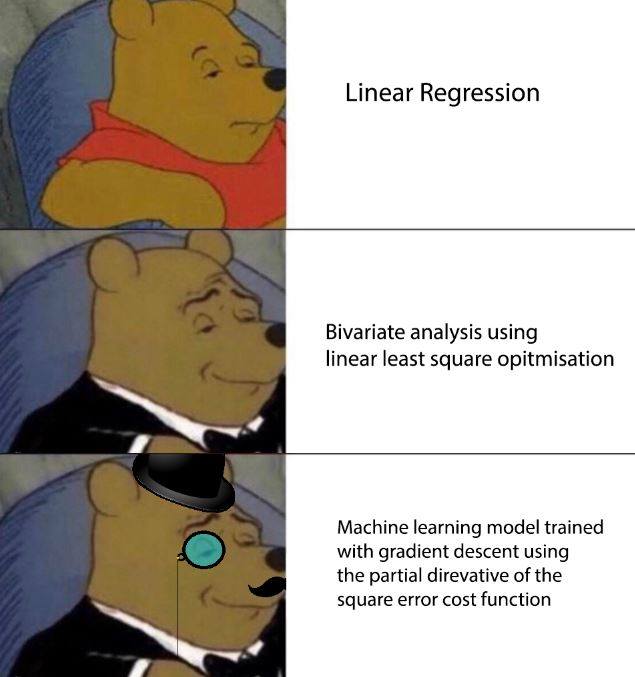 Linear Regression
Bivariate analysis using
linear least square opitmisation
Machine learning model trained
with gradient descent using
the partial direvative of the
square error cost function